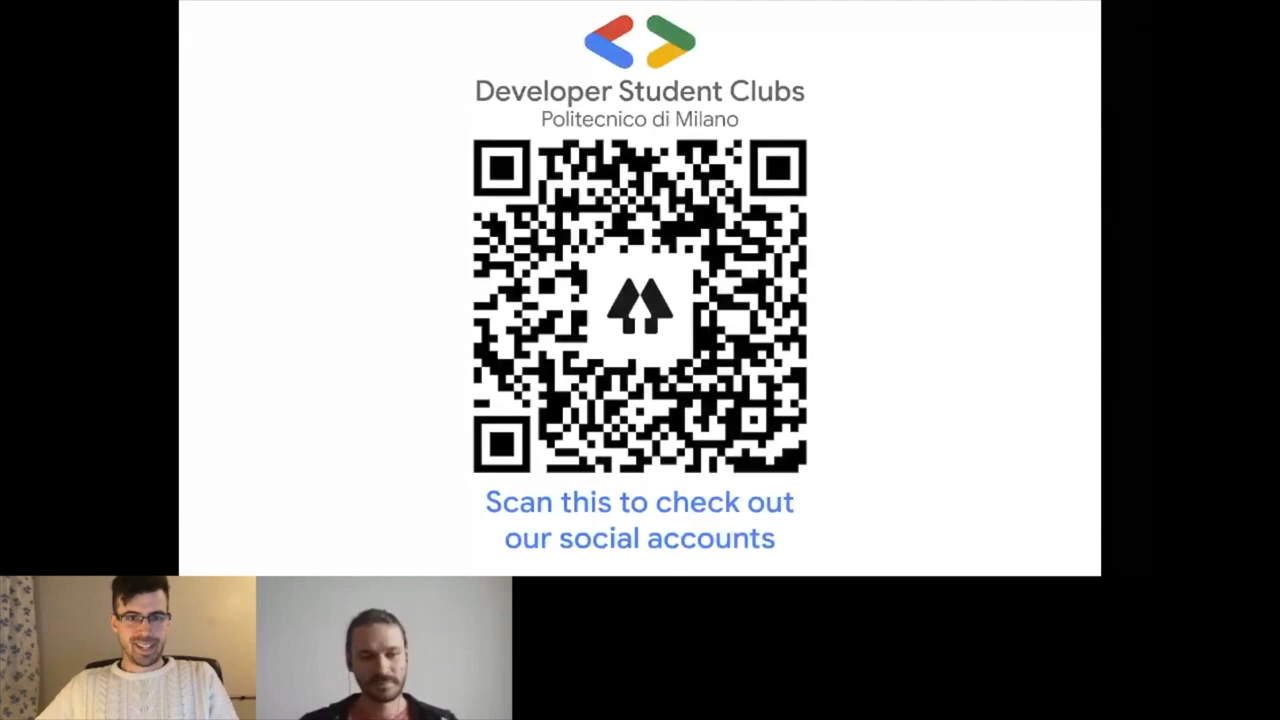 Developer Student Clubs
Politecnico di Milano
Scan this to check out
our social accounts